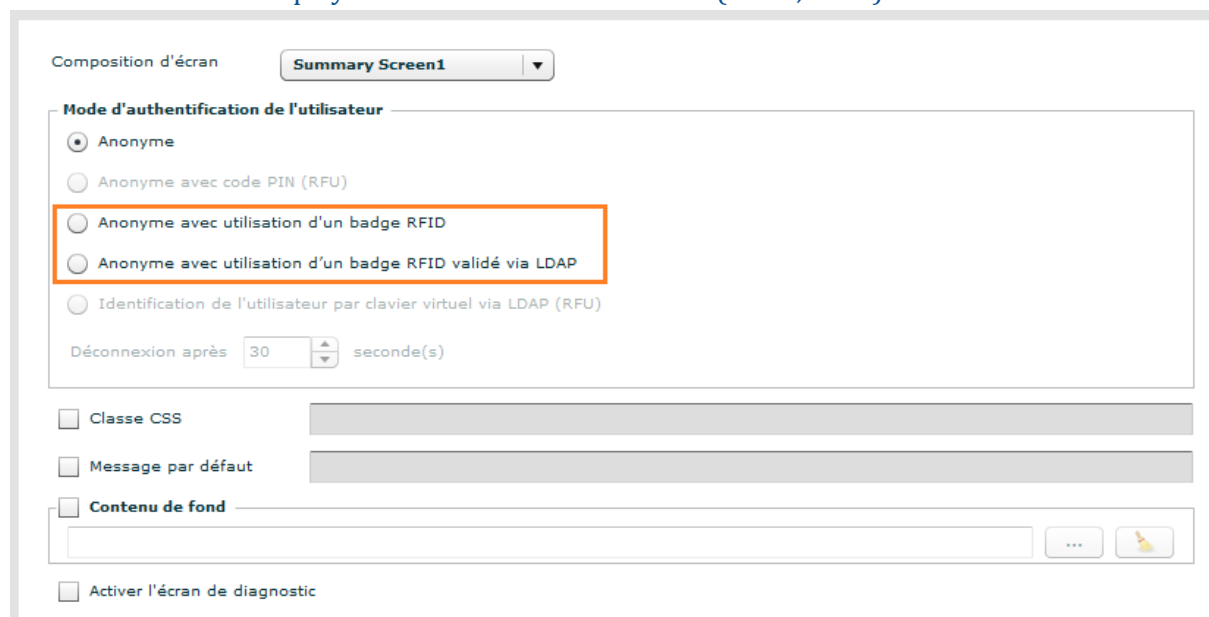 Composition d'écran Summary Screen1
Mode d'authentification de l'utilisateur
Anonyme
Anonyme avec code PIN (RFU)
Anonyme avec utilisation d'un badge RFID
Anonyme avec utilisation d’un badge RFID validé via LDAP
Identification de l'utilisateur par clavier virtuel via LDAP (RFU)
Déconnexion après 30 seconde(s)
Classe CSS
Message par défaut
Contenu de fond
...
Activer l'écran de diagnostic